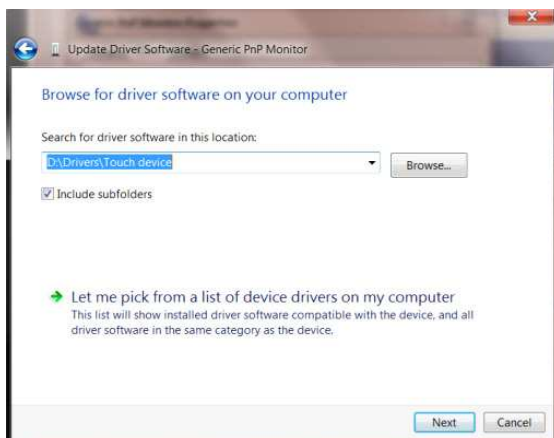 Update Driver Software - Generic PnP Monitor
Browse for driver software on your computer
Search for driver software in this location:
D:\Drivers\Touch device
Browse...
Include subfolders
Let me pick from a list of device drivers on my computer
This list will show installed driver software compatible with the device, and all
driver software in the same category as the device.
Next
Cancel